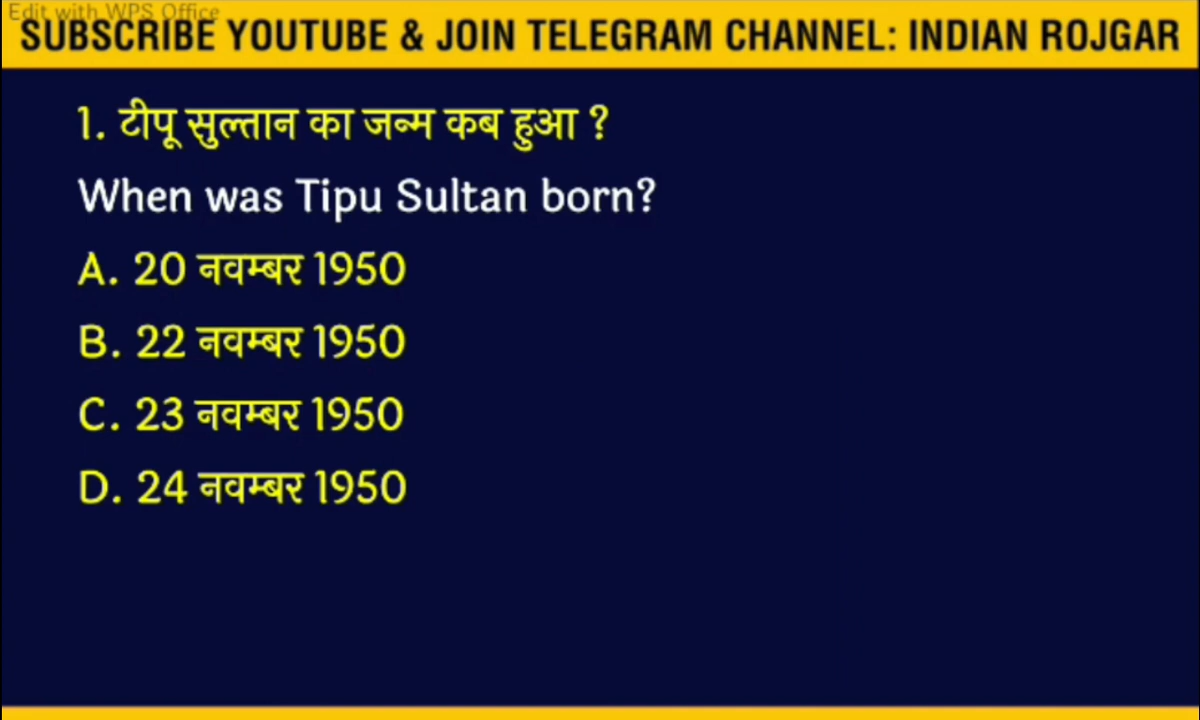 Edit with WPS Office
SUBSCRIBE YOUTUBE & JOIN TELEGRAM CHANNEL: INDIAN ROJGAR
1. टीपू सुल्तान का जन्म कब हुआ ?
When was Tipu Sultan born?
A. 20 नवम्बर 1950
B. 22 नवम्बर 1950
C. 23 नवम्बर 1950
D. 24 नवम्बर 1950